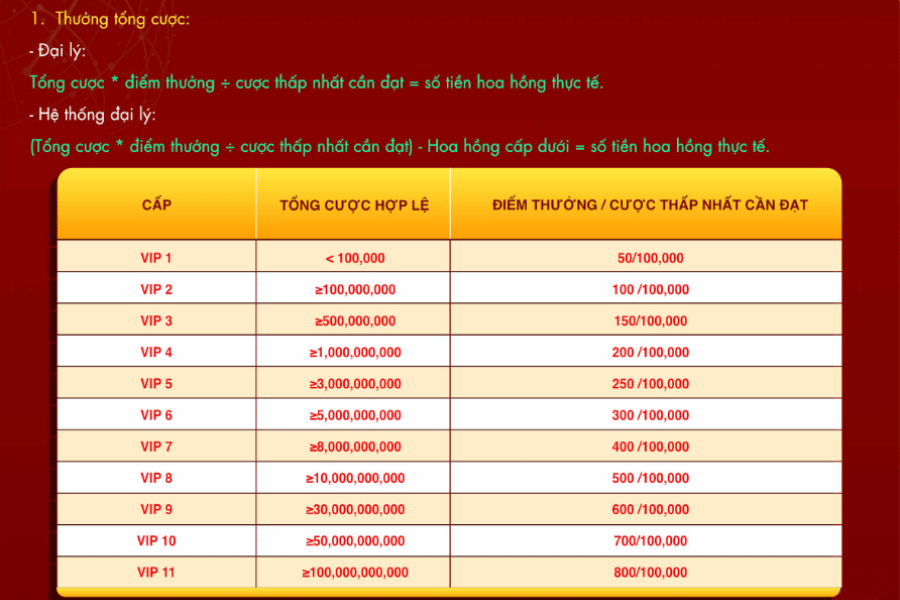 1. Thưởng tổng cược:
- Đại lý:
Tổng cược * điểm thưởng ÷ cược thấp nhất cần đạt = số tiền hoa hồng thực tế.
- Hệ thống đại lý:
(Tổng cược * điểm thưởng ÷ cược thấp nhất cần đạt) - Hoa hồng cấp dưới = số tiền hoa hồng thực tế.
CẤP TỔNG CƯỢC HỢP LỆ ĐIỂM THƯỞNG / CƯỢC THẤP NHẤT CẦN ĐẠT
VIP 1 < 100,000 50/100,000
VIP 2 ≥100,000,000 100 /100,000
VIP 3 ≥500,000,000 150/100,000
VIP 4 ≥1,000,000,000 200 /100,000
VIP 5 ≥3,000,000,000 250 /100,000
VIP 6 ≥5,000,000,000 300 /100,000
VIP 7 ≥8,000,000,000 400 /100,000
VIP 8 ≥10,000,000,000 500 /100,000
VIP 9 ≥30,000,000,000 600 /100,000
VIP 10 ≥50,000,000,000 700/100,000
VIP 11 ≥100,000,000,000 800/100,000